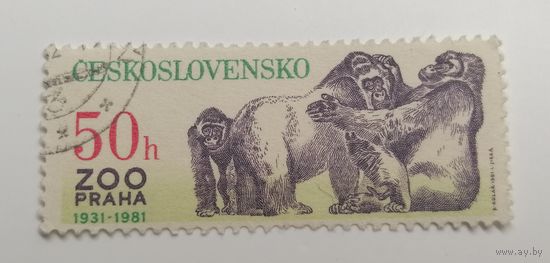 ČESKOSLOVENSKO
50h
ZOO
PRAHA
1931-1981
www.ay.by